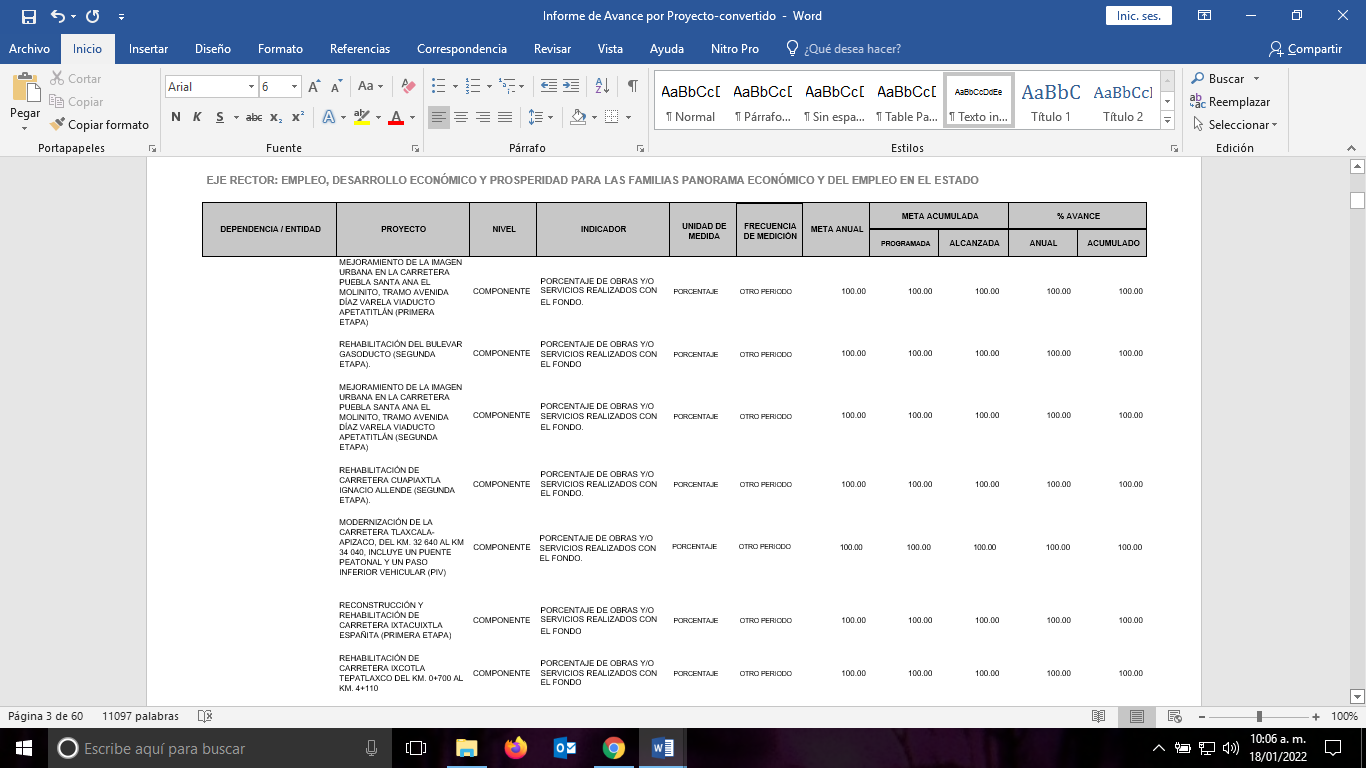 Informe de Avance por Proyecto-convertido - Word
Inic. ses.
Archivo Inicio Insertar Diseño Formato Referencias Correspondencia Revisar Vista Ayuda Nitro Pro ¿Qué desea hacer? Compartir
Pegar
Cortar
Copiar
Copiar formato
Portapapeles
Arial 6
N K S abc x₂ x²
Fuente
Párrafo
AaBbCcI AaBbCcI AaBbCcI AaBbCcI AaBbCcDdEe AaBbC AaBbCcI
¶ Normal ¶ Párrafo... ¶ Sin espa... ¶ Table Pa... ¶ Texto in... Título 1 Título 2
Estilos
Buscar
Reemplazar
Seleccionar
Edición
EJE RECTOR: EMPLEO, DESARROLLO ECONÓMICO Y PROSPERIDAD PARA LAS FAMILIAS PANORAMA ECONÓMICO Y DEL EMPLEO EN EL ESTADO
DEPENDENCIA / ENTIDAD
PROYECTO
NIVEL
INDICADOR
UNIDAD DE
MEDIDA
FRECUENCIA
DE MEDICIÓN
META ANUAL
META ACUMULADA
PROGRAMADA ALCANZADA
% AVANCE
ANUAL ACUMULADO
MEJORAMIENTO DE LA IMAGEN
URBANA EN LA CARRETERA
PUEBLA SANTA ANA EL
MOLINITO, TRAMO AVENIDA
DÍAZ VARELA VIADUCTO
APETATITLÁN (PRIMERA
ETAPA)
COMPONENTE
PORCENTAJE DE OBRAS Y/O
SERVICIOS REALIZADOS CON
EL FONDO.
PORCENTAJE OTRO PERIODO 100.00 100.00 100.00 100.00 100.00
REHABILITACIÓN DEL BULEVAR
GASODUCTO (SEGUNDA
ETAPA).
COMPONENTE
PORCENTAJE DE OBRAS Y/O
SERVICIOS REALIZADOS CON
EL FONDO
PORCENTAJE OTRO PERIODO 100.00 100.00 100.00 100.00 100.00
MEJORAMIENTO DE LA IMAGEN
URBANA EN LA CARRETERA
PUEBLA SANTA ANA EL
MOLINITO, TRAMO AVENIDA
DÍAZ VARELA VIADUCTO
APETATITLÁN (SEGUNDA
ETAPA)
COMPONENTE
PORCENTAJE DE OBRAS Y/O
SERVICIOS REALIZADOS CON
EL FONDO.
PORCENTAJE OTRO PERIODO 100.00 100.00 100.00 100.00 100.00
REHABILITACIÓN DE
CARRETERA CUAPIAXTLA
IGNACIO ALLENDE (SEGUNDA
ETAPA).
COMPONENTE
PORCENTAJE DE OBRAS Y/O
SERVICIOS REALIZADOS CON
EL FONDO.
PORCENTAJE OTRO PERIODO 100.00 100.00 100.00 100.00 100.00
MODERNIZACIÓN DE LA
CARRETERA TLAXCALA-
APIZACO, DEL KM. 32 640 AL KM
34 040, INCLUYE UN PUENTE
PEATONAL Y UN PASO
INFERIOR VEHICULAR (PIV)
COMPONENTE
PORCENTAJE DE OBRAS Y/O
SERVICIOS REALIZADOS CON
EL FONDO.
PORCENTAJE OTRO PERIODO 100.00 100.00 100.00 100.00 100.00
RECONSTRUCCIÓN Y
REHABILITACIÓN DE
CARRETERA IXTACUIXTLA
ESPAÑITA (PRIMERA ETAPA)
COMPONENTE
PORCENTAJE DE OBRAS Y/O
SERVICIOS REALIZADOS CON
EL FONDO
PORCENTAJE OTRO PERIODO 100.00 100.00 100.00 100.00 100.00
REHABILITACIÓN DE
CARRETERA IXCOTLA
TEPATLAXCO DEL KM. 0+700 AL
KM. 4+110
COMPONENTE
PORCENTAJE DE OBRAS Y/O
SERVICIOS REALIZADOS CON
EL FONDO
PORCENTAJE OTRO PERIODO 100.00 100.00 100.00 100.00 100.00
Página 3 de 60 11097 palabras 100%
Escribe aquí para buscar
10:06 a. m.
18/01/2022